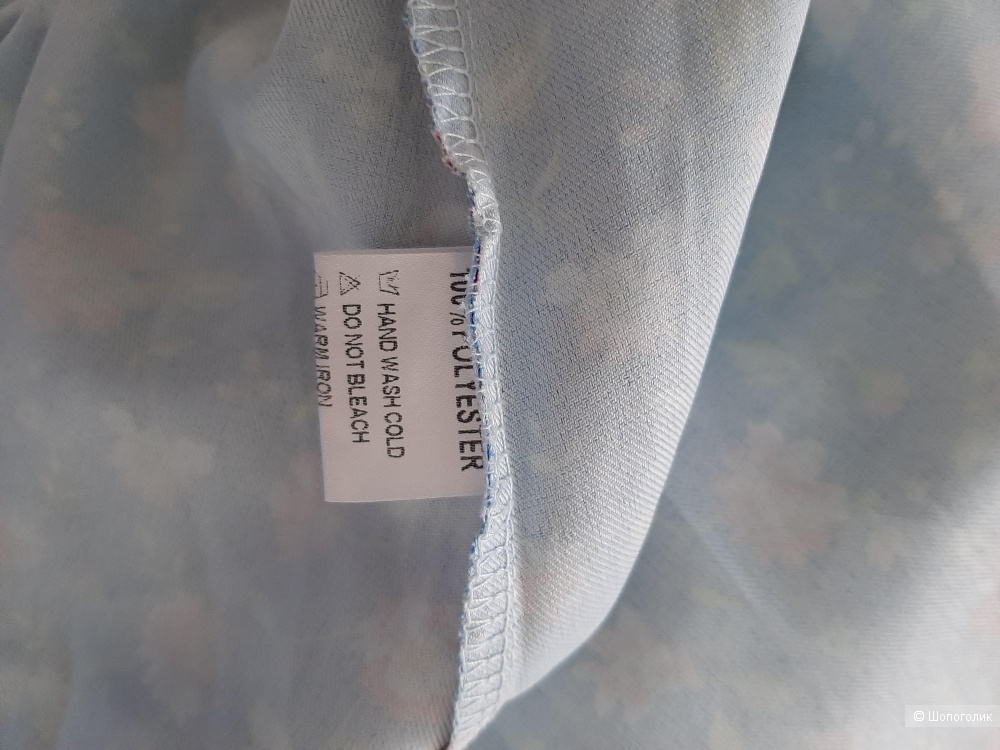 100% POLYESTER
HAND WASH COLD
DO NOT BLEACH
WARM IRON
© Шопоголик